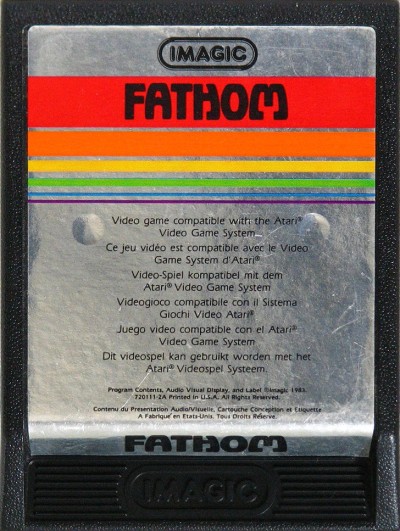 IMAGIC
FATHOM
Video game compatible with the Atari®
Video Game System
Ce jeu vidéo est compatible avec le Video
Game System d'Atari®
Video-Spiel kompatibel mit dem
Atari® Video Game System
Videogioco compatibile con il Sistema
Giochi Video Atari®
Juego video compatible con el Atari®
Video Game System
Dit videospel kan gebruikt worden met het
Atari® Videospel Systeem.
Program Contents, Audio Visual Display, and Label ©Imagic 1983
720111-2A Printed in U.S.A. All Rights Reserved.
Contenu du Presentation Audio/Visuelle, Cartouche Conception et Etiquette
A Fabrique en Etats-Unis. Tous Droits Réserve.
FATHOM
IMAGIC